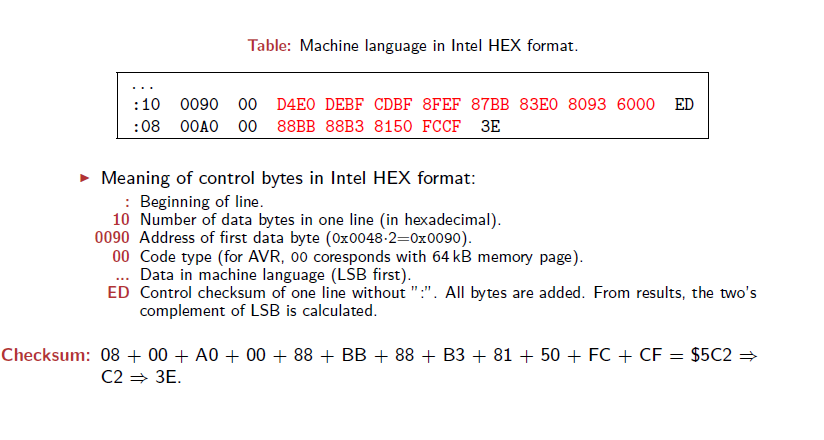 Table: Machine language in Intel HEX format.
...
:10 0090 00 D4E0 DEBF CDBF 8FEF 87BB 83E0 8093 6000 ED
:08 00A0 00 88BB 88B3 8150 FCCF 3E
▶ Meaning of control bytes in Intel HEX format:
: Beginning of line.
10 Number of data bytes in one line (in hexadecimal).
0090 Address of first data byte (0x0048·2=0x0090).
00 Code type (for AVR, 00 coresponds with 64 kB memory page).
... Data in machine language (LSB first).
ED Control checksum of one line without ":". All bytes are added. From results, the two's
complement of LSB is calculated.
Checksum: 08 + 00 + A0 + 00 + 88 + BB + 88 + B3 + 81 + 50 + FC + CF = $5C2 ⇒
C2 ⇒ 3E.